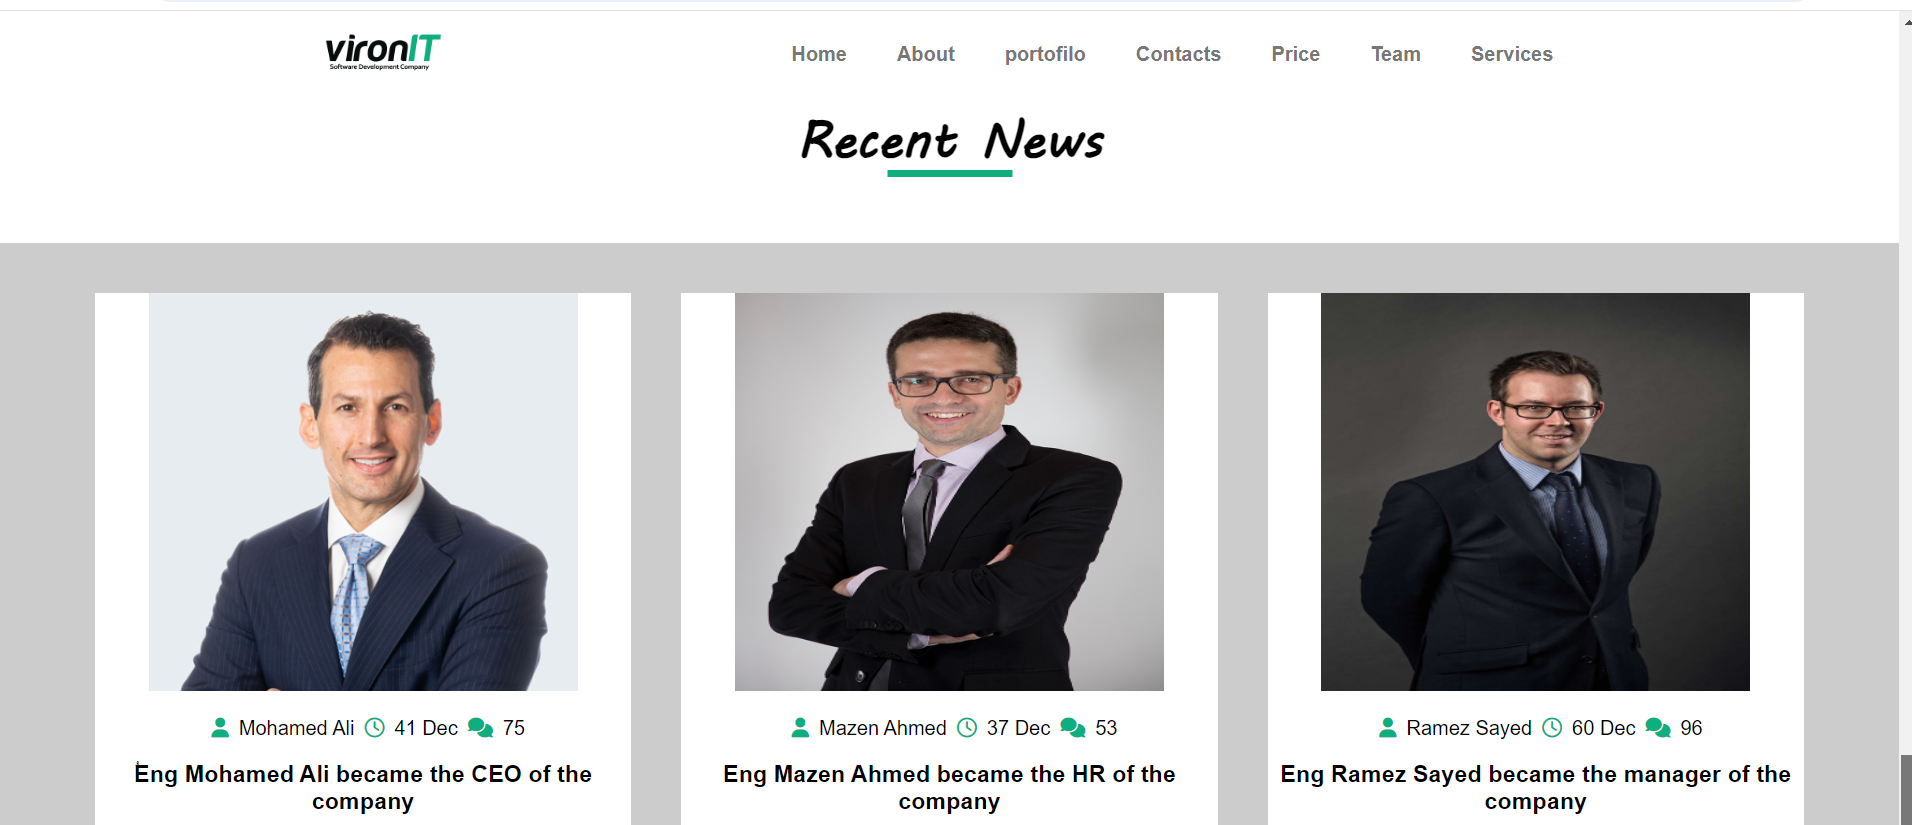 vironIT
Software Development Company
Home About portofilo Contacts Price Team Services
Recent News
Mohamed Ali 41 Dec 75
Eng Mohamed Ali became the CEO of the
company
Mazen Ahmed 37 Dec 53
Eng Mazen Ahmed became the HR of the
company
Ramez Sayed 60 Dec 96
Eng Ramez Sayed became the manager of the
company